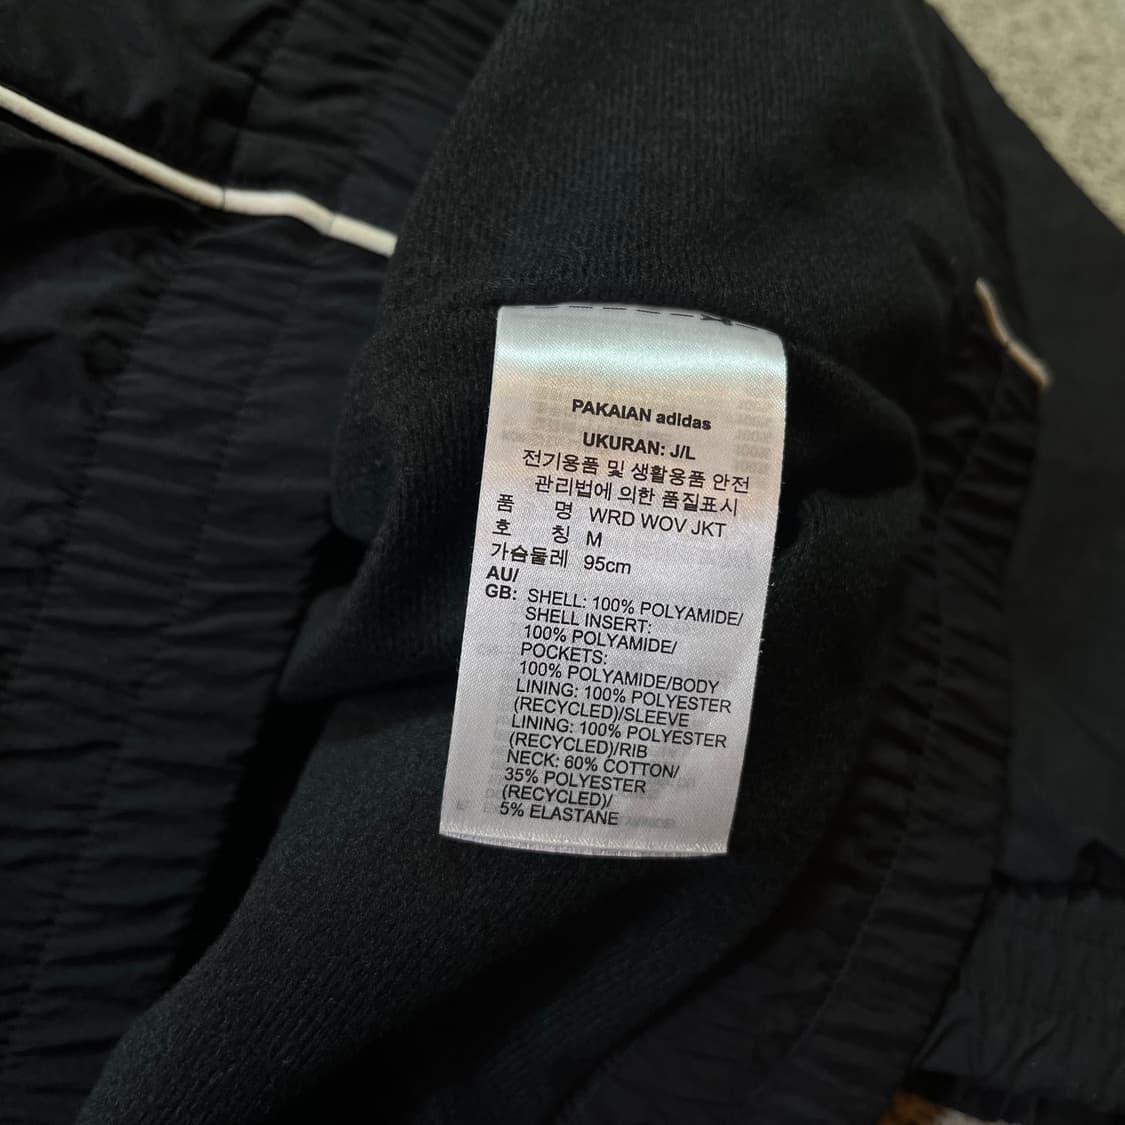 PAKAIAN adidas
UKURAN: J/L
전기용품 및 생활용품 안전
관리법에 의한 품질표시
품 명 WRD WOV JKT
호 칭 M
가슴둘레 95cm
AU/
GB: SHELL: 100% POLYAMIDE/
SHELL INSERT:
100% POLYAMIDE/
POCKETS:
100% POLYAMIDE/BODY
LINING: 100% POLYESTER
(RECYCLED)/SLEEVE
LINING: 100% POLYESTER
(RECYCLED)/RIB
NECK: 60% COTTON/
35% POLYESTER
(RECYCLED)/
5% ELASTANE